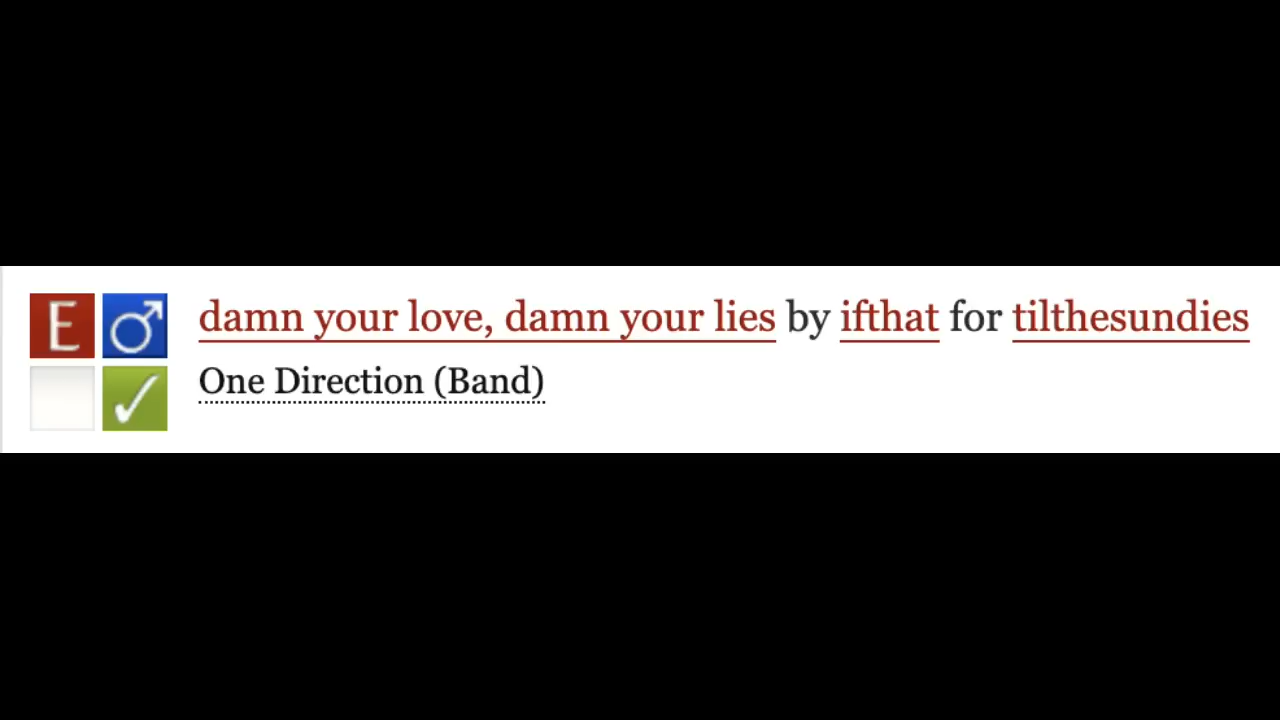 E damn your love, damn your lies by ifthat for tilthesundies
One Direction (Band)